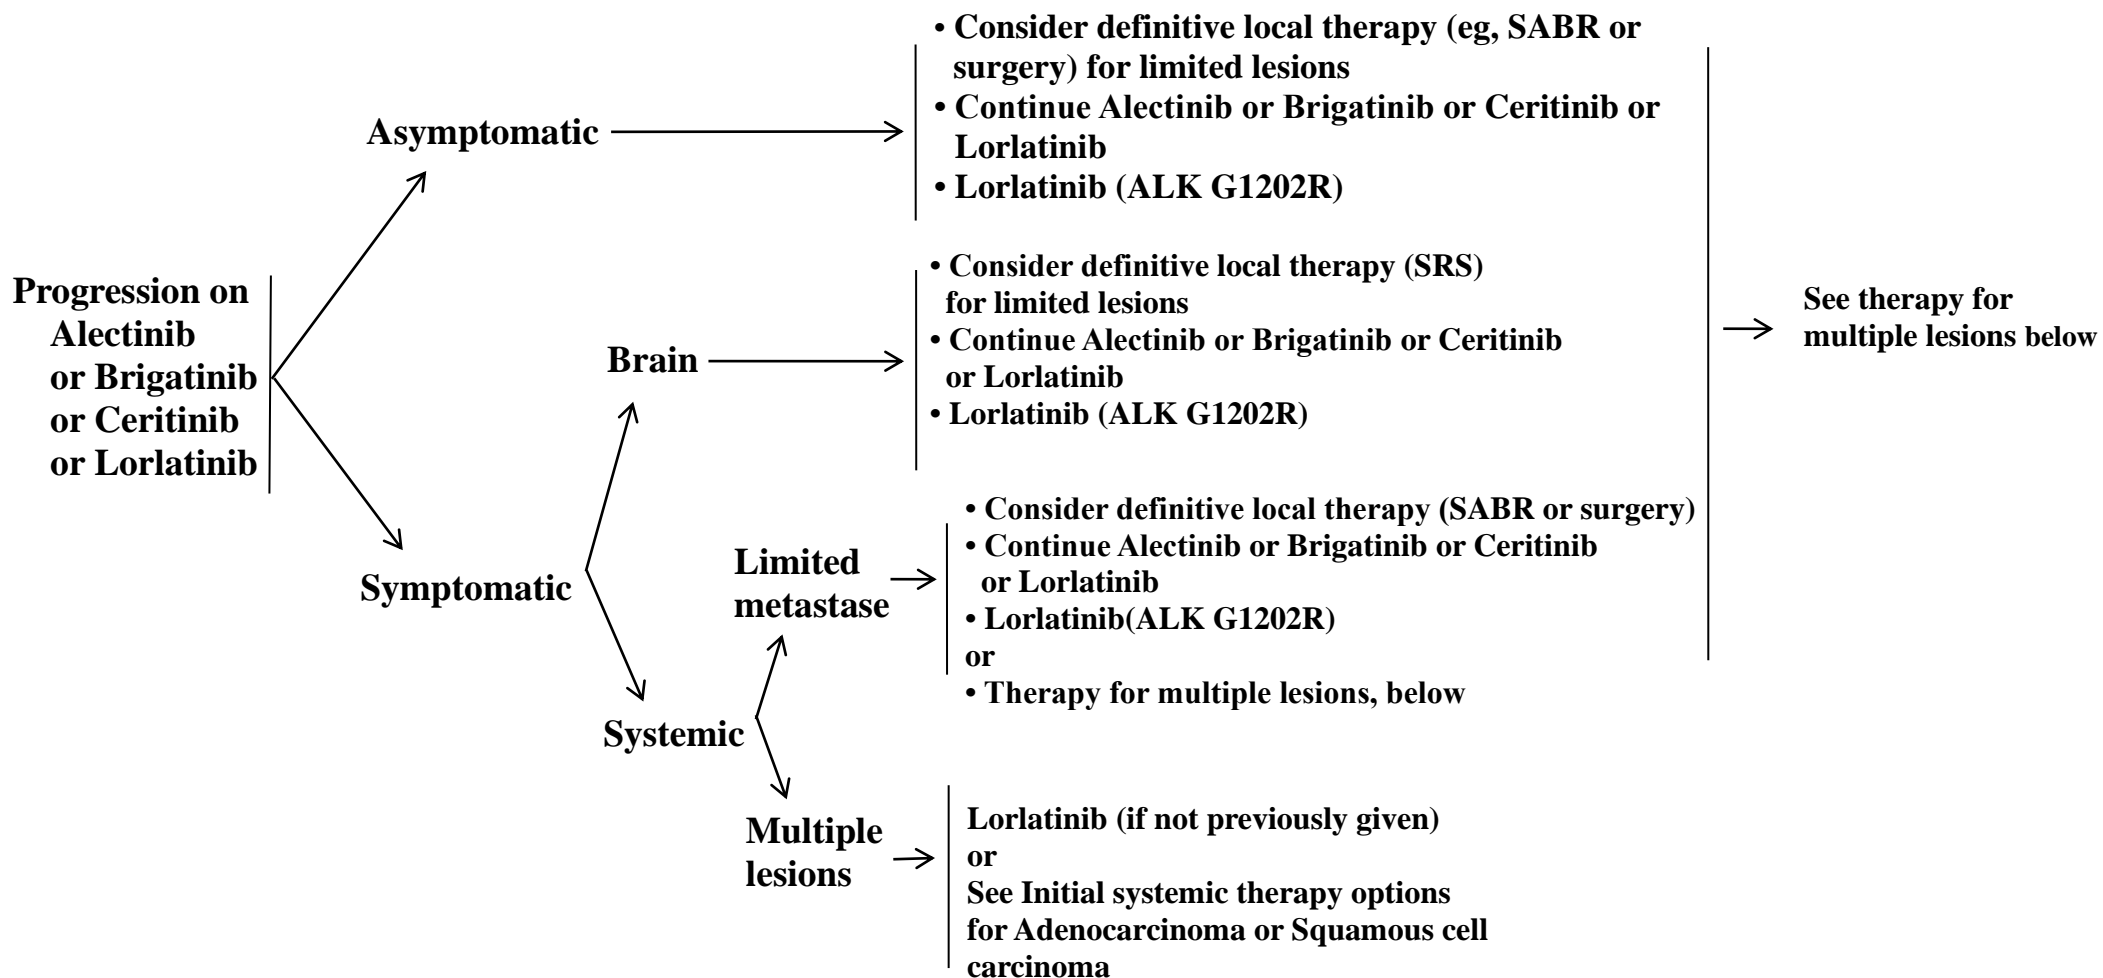 Progression on
Alectinib
or Brigatinib
or Ceritinib
or Lorlatinib
Asymptomatic
• Consider definitive local therapy (eg, SABR or
surgery) for limited lesions
• Continue Alectinib or Brigatinib or Ceritinib or
Lorlatinib
• Lorlatinib (ALK G1202R)
Symptomatic
Brain
• Consider definitive local therapy (SRS)
for limited lesions
• Continue Alectinib or Brigatinib or Ceritinib
or Lorlatinib
• Lorlatinib (ALK G1202R)
Systemic
Limited
metastase
• Consider definitive local therapy (SABR or surgery)
• Continue Alectinib or Brigatinib or Ceritinib
or Lorlatinib
• Lorlatinib(ALK G1202R)
or
• Therapy for multiple lesions, below
See therapy for
multiple lesions below
Multiple
lesions
Lorlatinib (if not previously given)
or
See Initial systemic therapy options
for Adenocarcinoma or Squamous cell
carcinoma